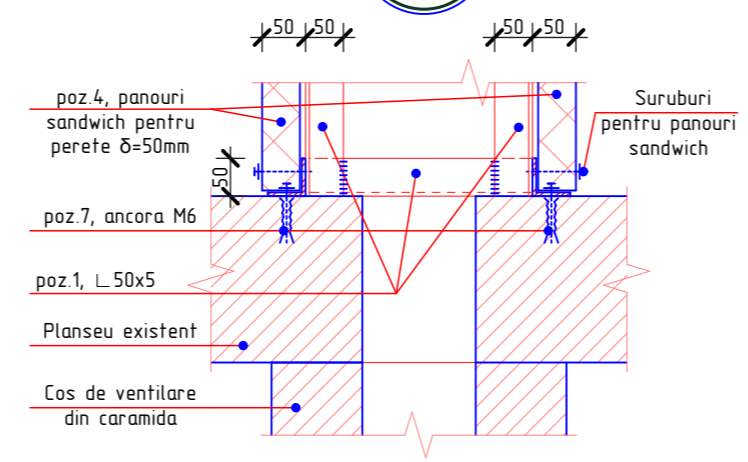 50 50
50 50
poz.4, panouri
sandwich pentru
perete δ=50mm
Suruburi
pentru panouri
sandwich
50
poz.7, ancora M6
poz.1, ∟50x5
Planseu existent
Cos de ventilare
din caramida